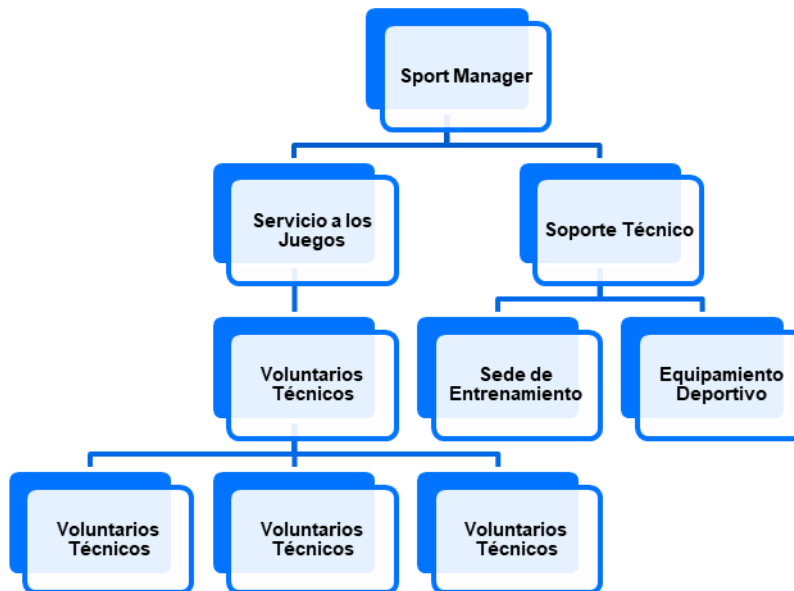 Sport Manager
Servicio a los
Juegos
Soporte Técnico
Voluntarios
Técnicos
Sede de
Entrenamiento
Equipamiento
Deportivo
Voluntarios
Técnicos
Voluntarios
Técnicos
Voluntarios
Técnicos